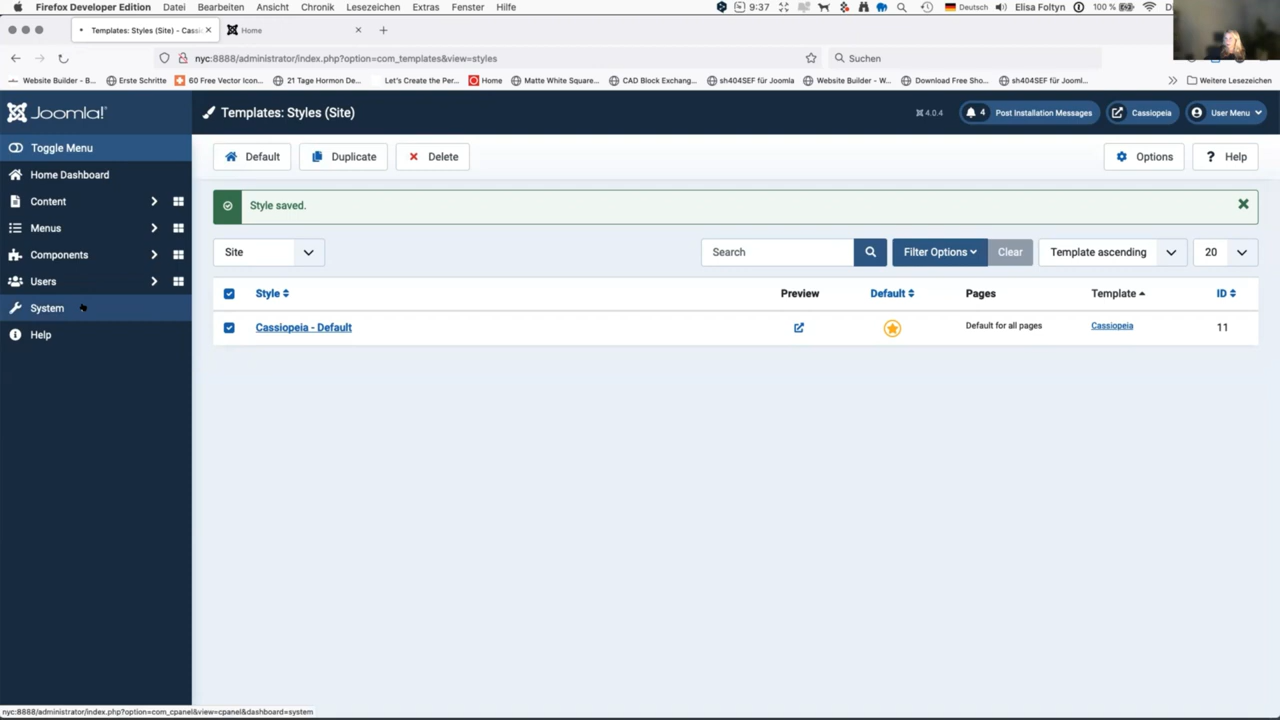 Firefox Developer Edition Datei Bearbeiten Ansicht Chronik Lesezeichen Extras Fenster Hilfe 9:37 Deutsch Elisa Foltyn 100 %
Templates: Styles (Site) - Cassi
Home
nyc:8888/administrator/index.php?option=com_templates&view=styles
Suchen
Website Builder - B... Erste Schritte 60 Free Vector Icon... 21 Tage Hormon De... Let's Create the Per... Home Matte White Square... CAD Block Exchang... sh404SEF für Joomla Website Builder - W... Download Free Sho... sh404SEF für Jooml... Weitere Lesezeichen
Joomla!
Templates: Styles (Site)
4.0.4
4 Post Installation Messages
Cassiopeia
User Menu
Toggle Menu
Home Dashboard
Content
Menus
Components
Users
System
Help
Default
Duplicate
Delete
Options
Help
Style saved.
Site
Search
Filter Options
Clear
Template ascending
20
Style Preview Default Pages Template ID
Cassiopeia - Default Default for all pages Cassiopeia 11
nyc:8888/administrator/index.php?option=com_cpanel&view=cpanel&dashboard=system